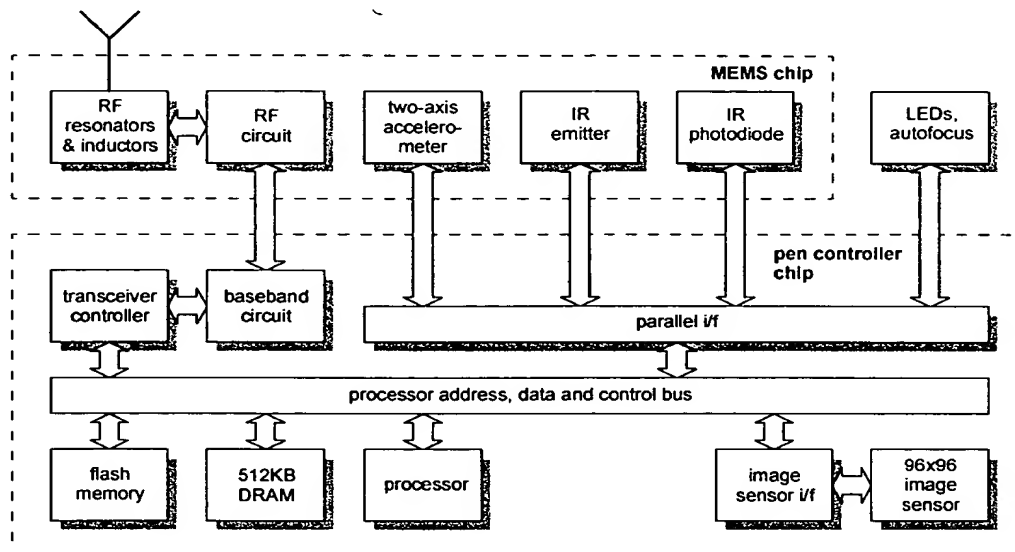 MEMS chip
RF
resonators
& inductors
RF
circuit
two-axis
accelero-
meter
IR
emitter
IR
photodiode
LEDs,
autofocus
pen controller
chip
transceiver
controller
baseband
circuit
parallel i/f
processor address, data and control bus
flash
memory
512KB
DRAM
processor
image
sensor i/f
96x96
image
sensor